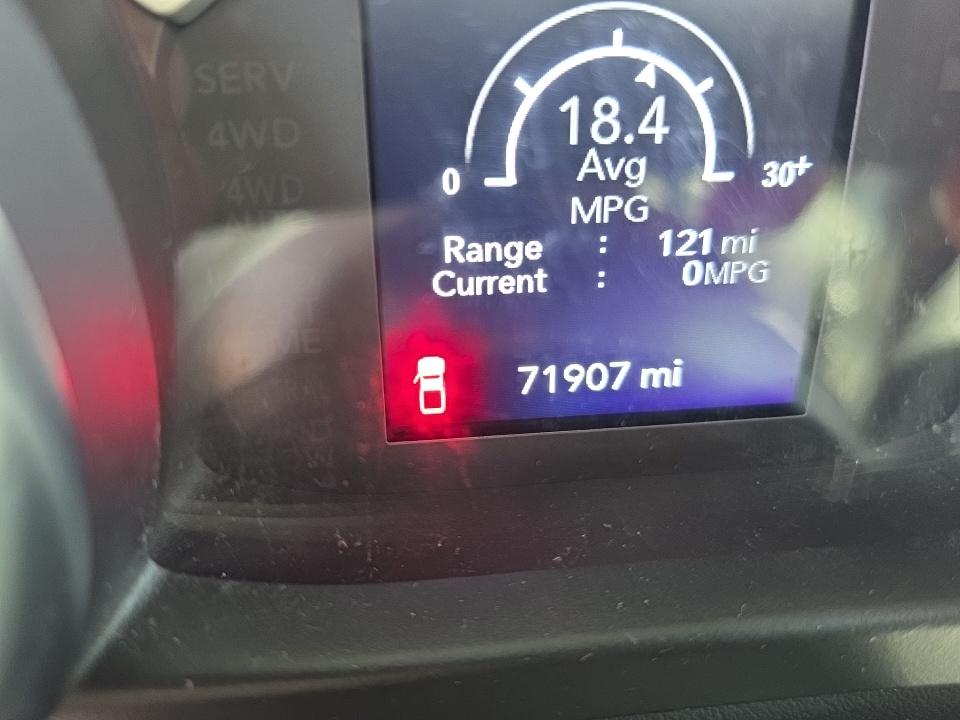 SERV
4WD
4WD
18.4
Avg
MPG
0
30+
Range : 121 mi
Current : 0MPG
71907 mi